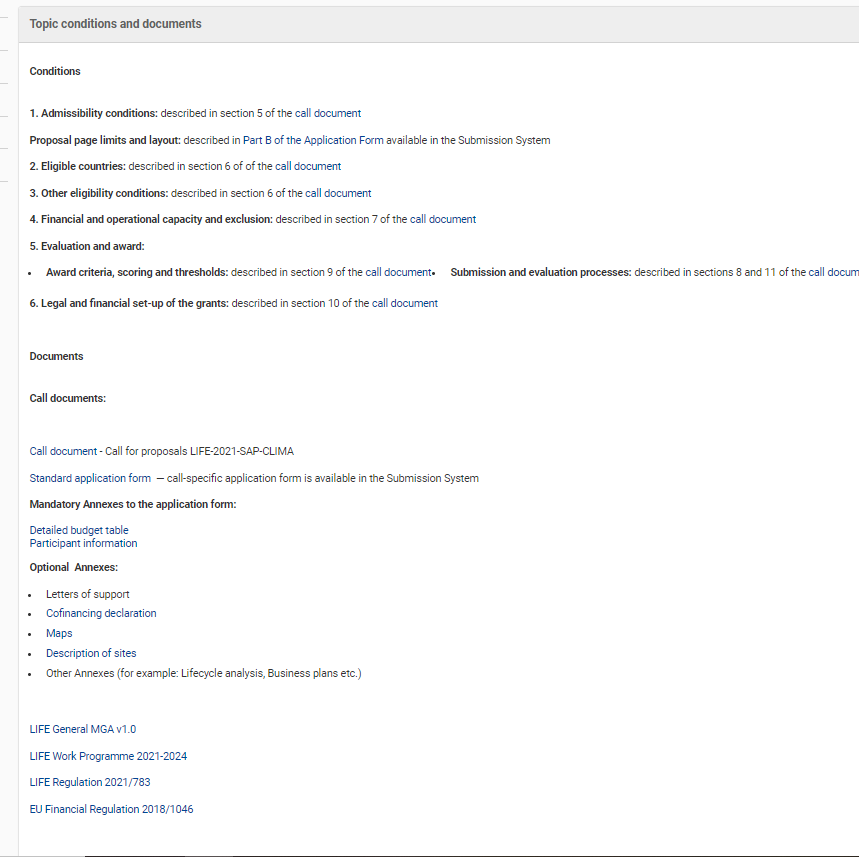 Topic conditions and documents
Conditions
1. Admissibility conditions: described in section 5 of the call document
Proposal page limits and layout: described in Part B of the Application Form available in the Submission System
2. Eligible countries: described in section 6 of of the call document
3. Other eligibility conditions: described in section 6 of the call document
4. Financial and operational capacity and exclusion: described in section 7 of the call document
5. Evaluation and award:
• Award criteria, scoring and thresholds: described in section 9 of the call document • Submission and evaluation processes: described in sections 8 and 11 of the call docum
6. Legal and financial set-up of the grants: described in section 10 of the call document
Documents
Call documents:
Call document - Call for proposals LIFE-2021-SAP-CLIMA
Standard application form — call-specific application form is available in the Submission System
Mandatory Annexes to the application form:
Detailed budget table
Participant information
Optional Annexes:
• Letters of support
• Cofinancing declaration
• Maps
• Description of sites
• Other Annexes (for example: Lifecycle analysis, Business plans etc.)
LIFE General MGA v1.0
LIFE Work Programme 2021-2024
LIFE Regulation 2021/783
EU Financial Regulation 2018/1046